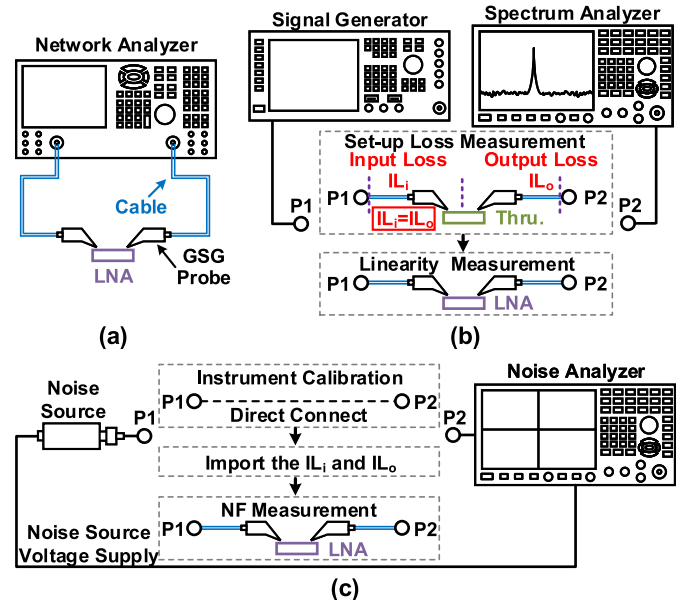 Network Analyzer
Cable
GSG
Probe
LNA
(a)
Signal Generator
Spectrum Analyzer
Set-up Loss Measurement
Input Loss
Output Loss
ILi
ILo
P1
P2
ILi=ILo
Thru.
P1
P2
Linearity Measurement
P1
P2
LNA
(b)
Noise
Source
P1
Instrument Calibration
P1
P2
Direct Connect
Import the ILi and ILo
NF Measurement
P1
P2
LNA
P2
Noise Analyzer
Noise Source
Voltage Supply
(c)